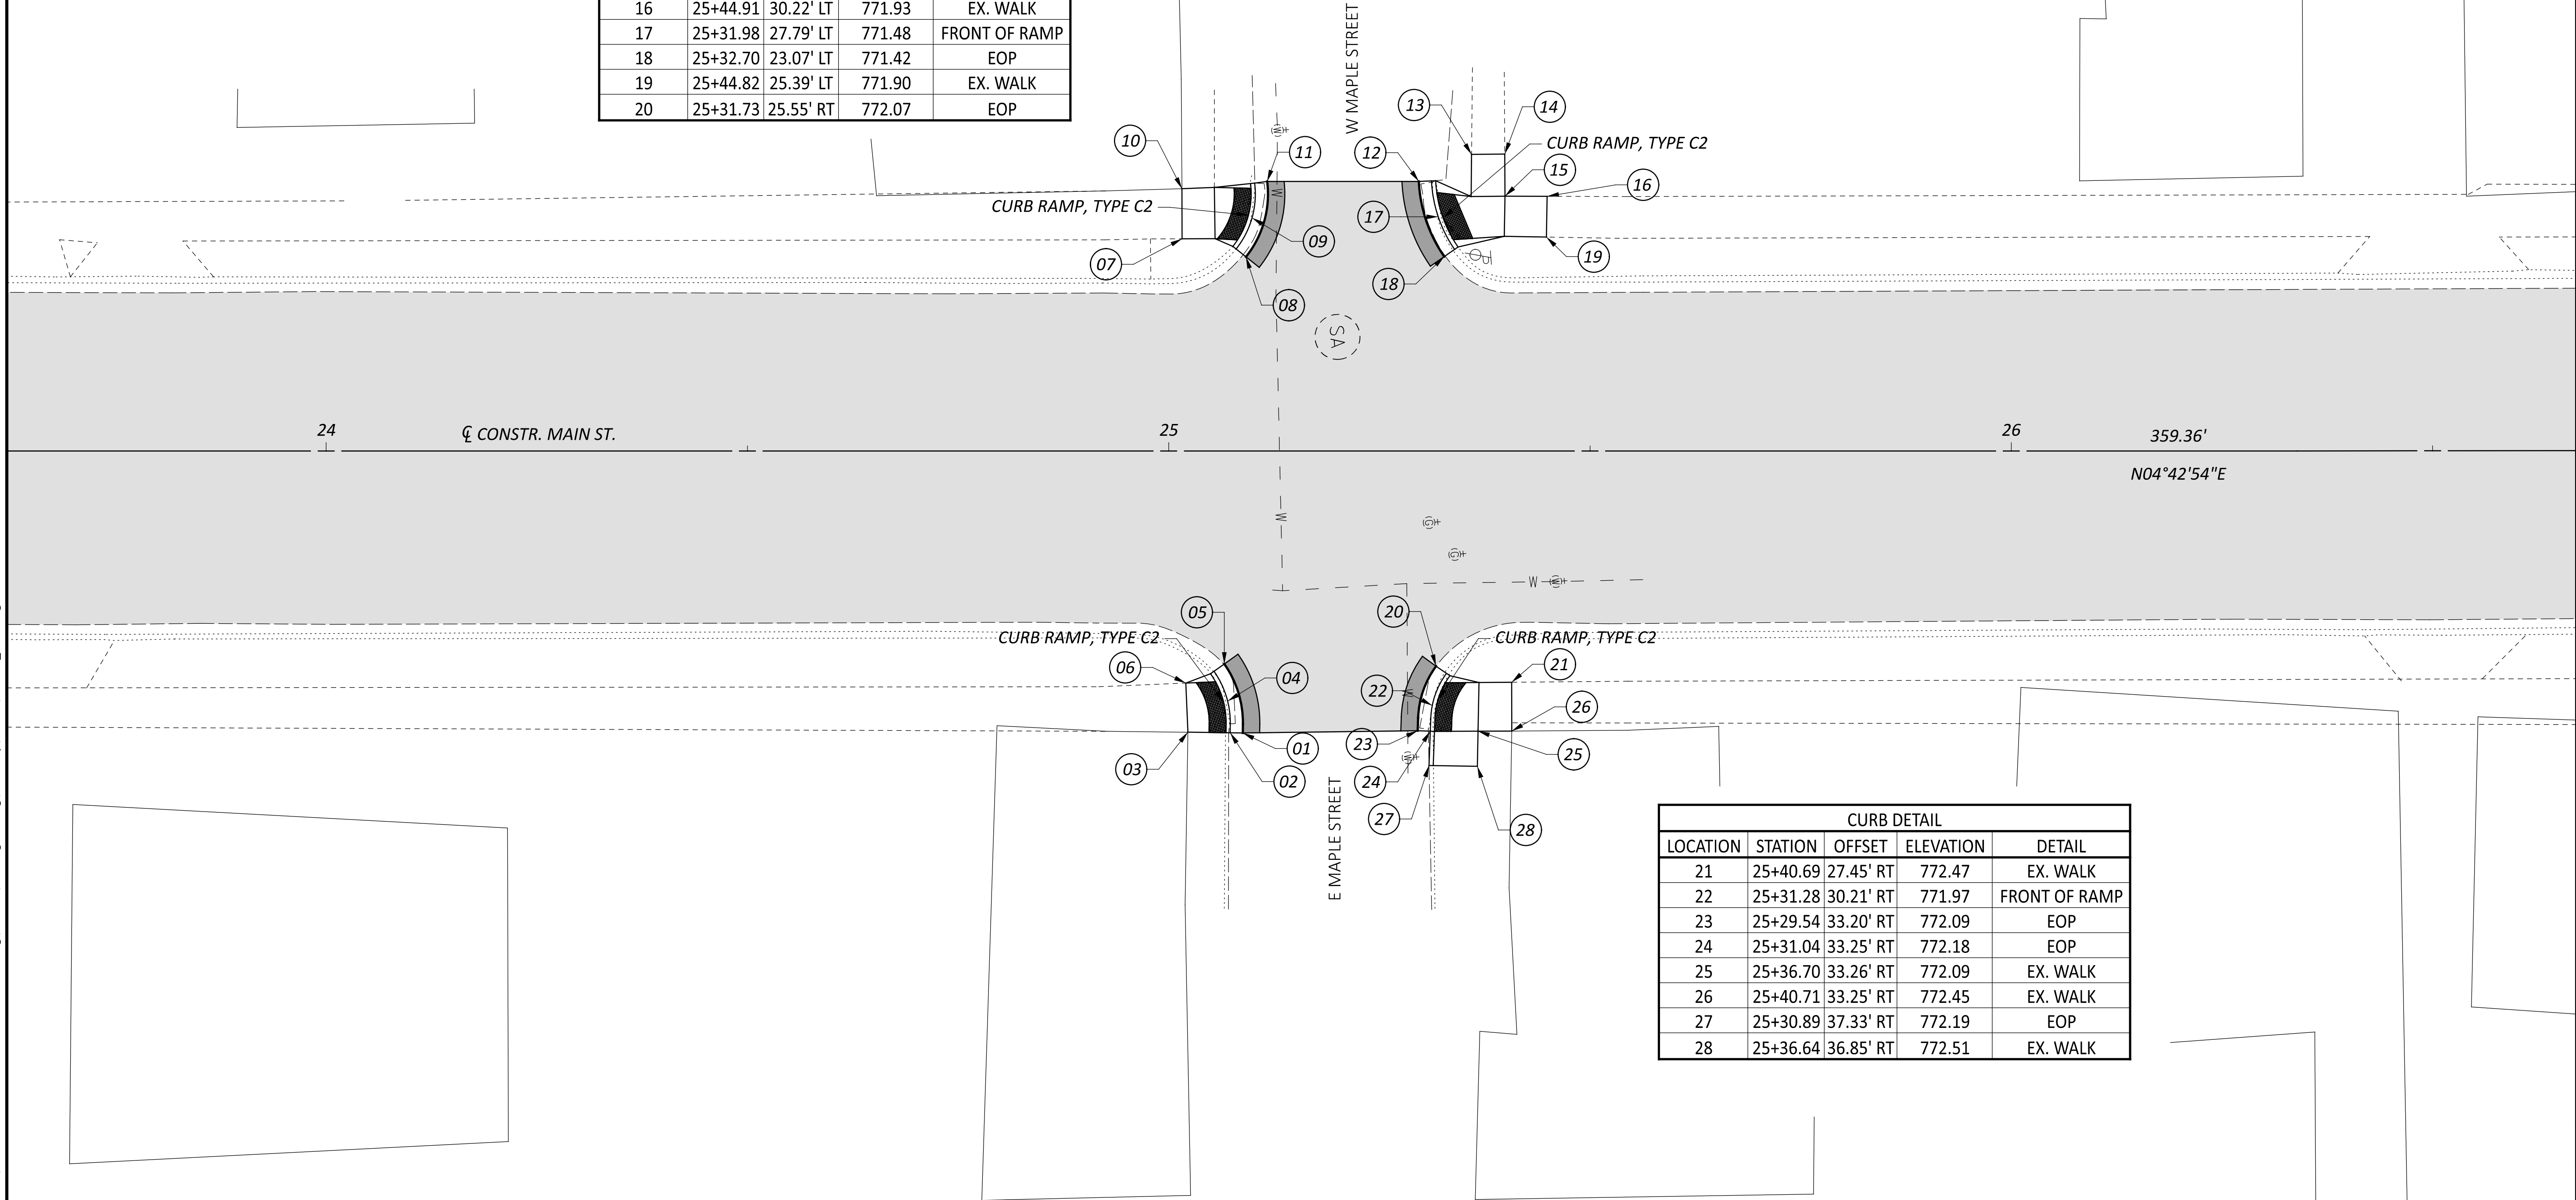 16 25+44.91 30.22' LT 771.93 EX. WALK
17 25+31.98 27.79' LT 771.48 FRONT OF RAMP
18 25+32.70 23.07' LT 771.42 EOP
19 25+44.82 25.39' LT 771.90 EX. WALK
20 25+31.73 25.55' RT 772.07 EOP
W MAPLE STREET
10
11
12
13
14
CURB RAMP, TYPE C2
15
16
CURB RAMP, TYPE C2
17
09
07
19
18
08
(W)±
W
SA
24
℄ CONSTR. MAIN ST.
25
26
359.36'
N04°42'54"E
W
(G)±
(G)±
W
(W)±
05
20
CURB RAMP, TYPE C2
CURB RAMP, TYPE C2
06
21
04
22
W
26
03
01
23
25
02
24
(W)±
27
28
E MAPLE STREET
CURB DETAIL
LOCATION STATION OFFSET ELEVATION DETAIL
21 25+40.69 27.45' RT 772.47 EX. WALK
22 25+31.28 30.21' RT 771.97 FRONT OF RAMP
23 25+29.54 33.20' RT 772.09 EOP
24 25+31.04 33.25' RT 772.18 EOP
25 25+36.70 33.26' RT 772.09 EX. WALK
26 25+40.71 33.25' RT 772.45 EX. WALK
27 25+30.89 37.33' RT 772.19 EOP
28 25+36.64 36.85' RT 772.51 EX. WALK